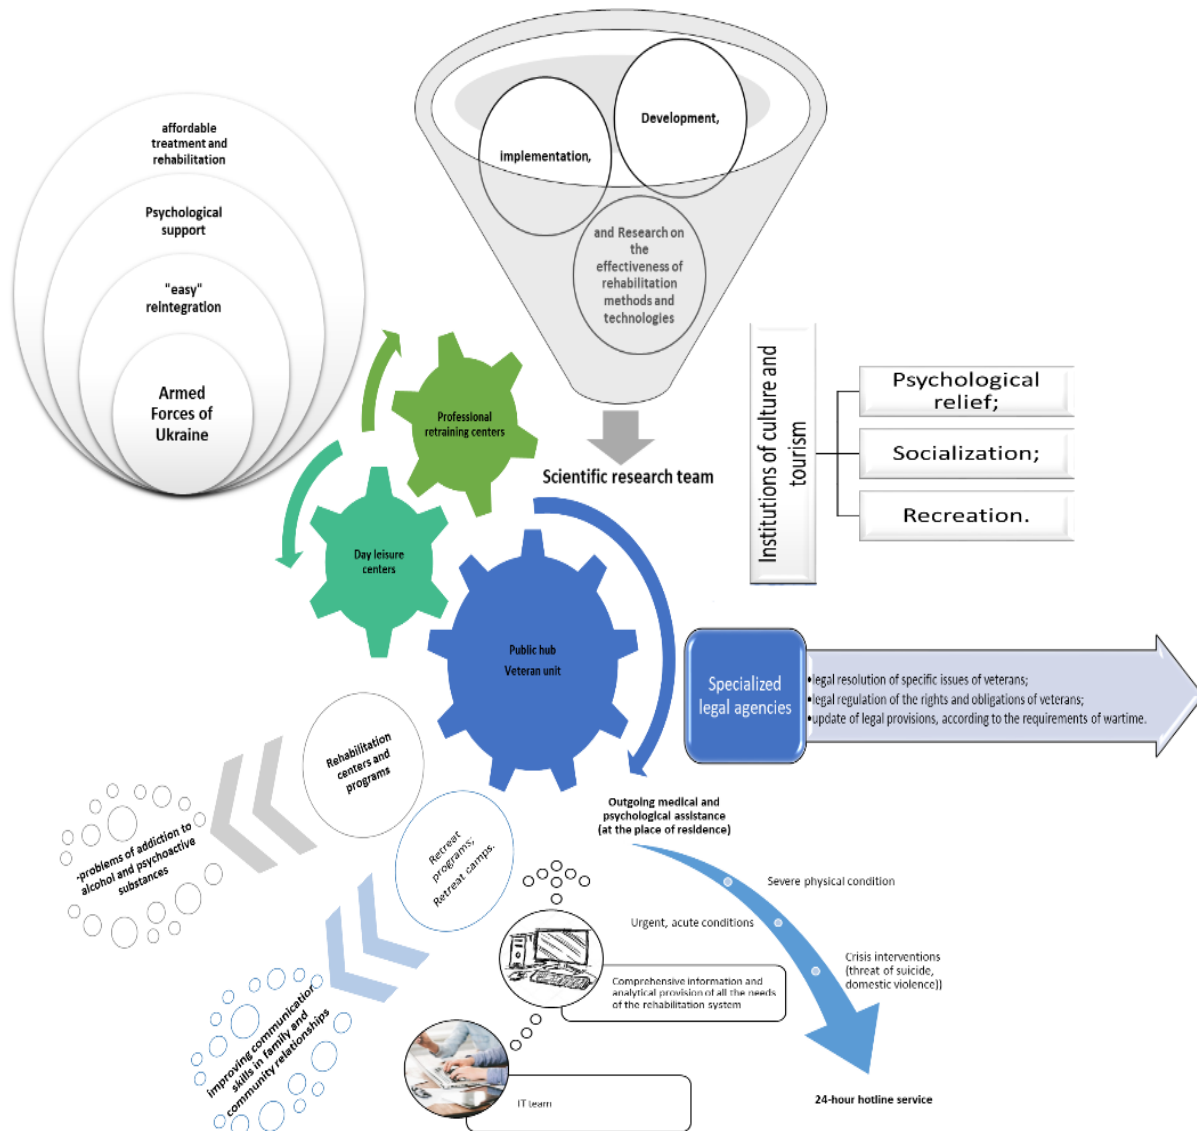 affordable
treatment and
rehabilitation
Psychological
support
"easy"
reintegration
Armed
Forces of
Ukraine
Development,
implementation,
and Research on
the
effectiveness of
rehabilitation
methods and
technologies
Scientific research team
Professional
retraining centers
Day leisure
centers
Public hub
Veteran unit
Institutions of culture and
tourism
Psychological
relief;
Socialization;
Recreation.
Specialized
legal agencies
•legal resolution of specific issues of veterans;
•legal regulation of the rights and obligations of veterans;
•update of legal provisions, according to the requirements of wartime.
Rehabilitation
centers and
programs
-problems of addiction to
alcohol and psychoactive
substances
Retreat
programs;
Retreat camps.
improving communication
skills in family and
community relationships
Outgoing medical and
psychological assistance
(at the place of residence)
Severe physical condition
Urgent, acute conditions
Crisis interventions
(threat of suicide,
domestic violence))
24-hour hotline service
Comprehensive information and
analytical provision of all the needs
of the rehabilitation system
IT team